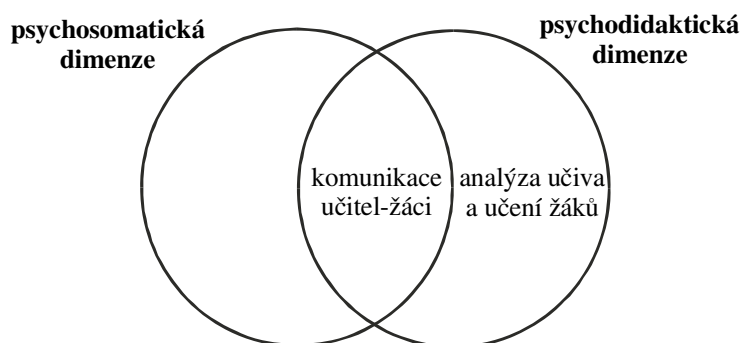 psychosomatická
dimenze
psychodidaktická
dimenze
komunikace
učitel-žáci
analýza učiva
a učení žáků